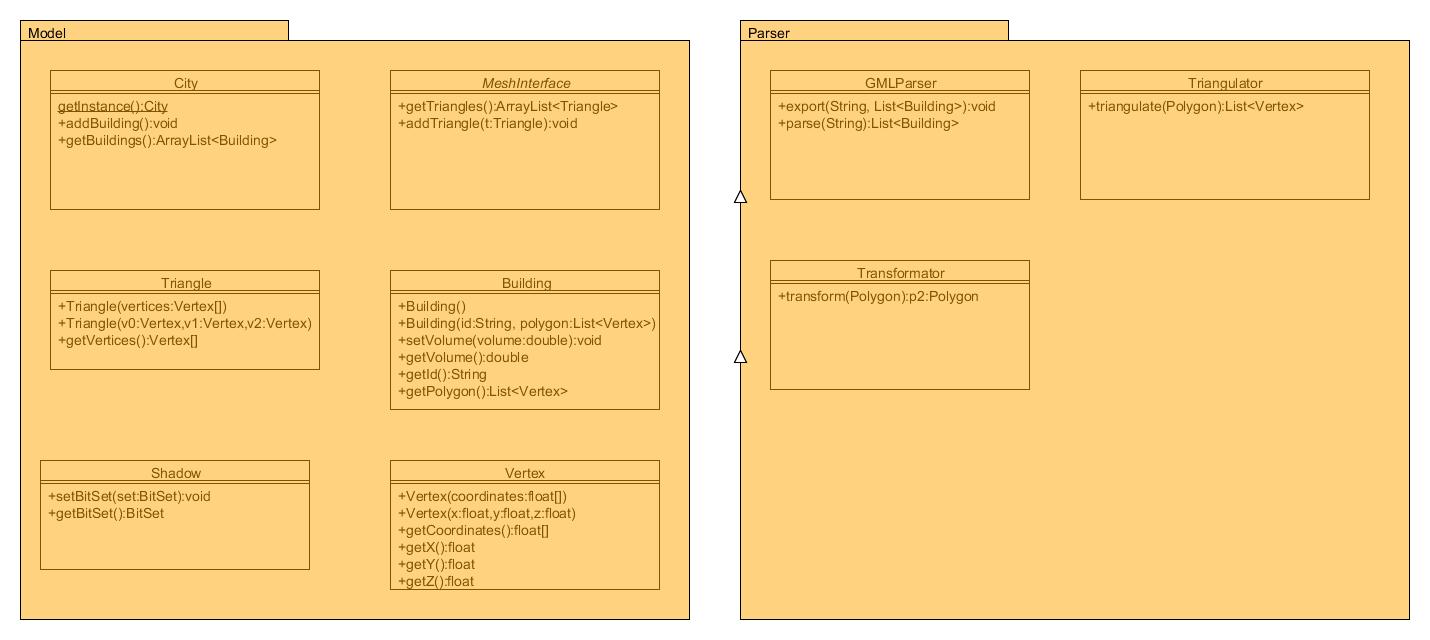 Model
City
getInstance():City
+addBuilding():void
+getBuildings():ArrayList<Building>
MeshInterface
+getTriangles():ArrayList<Triangle>
+addTriangle(t:Triangle):void
Triangle
+Triangle(vertices:Vertex[])
+Triangle(v0:Vertex,v1:Vertex,v2:Vertex)
+getVertices():Vertex[]
Building
+Building()
+Building(id:String, polygon:List<Vertex>)
+setVolume(volume:double):void
+getVolume():double
+getId():String
+getPolygon():List<Vertex>
Shadow
+setBitSet(set:BitSet):void
+getBitSet():BitSet
Vertex
+Vertex(coordinates:float[])
+Vertex(x:float,y:float,z:float)
+getCoordinates():float[]
+getX():float
+getY():float
+getZ():float
Parser
GMLParser
+export(String, List<Building>):void
+parse(String):List<Building>
Triangulator
+triangulate(Polygon):List<Vertex>
Transformator
+transform(Polygon):p2:Polygon